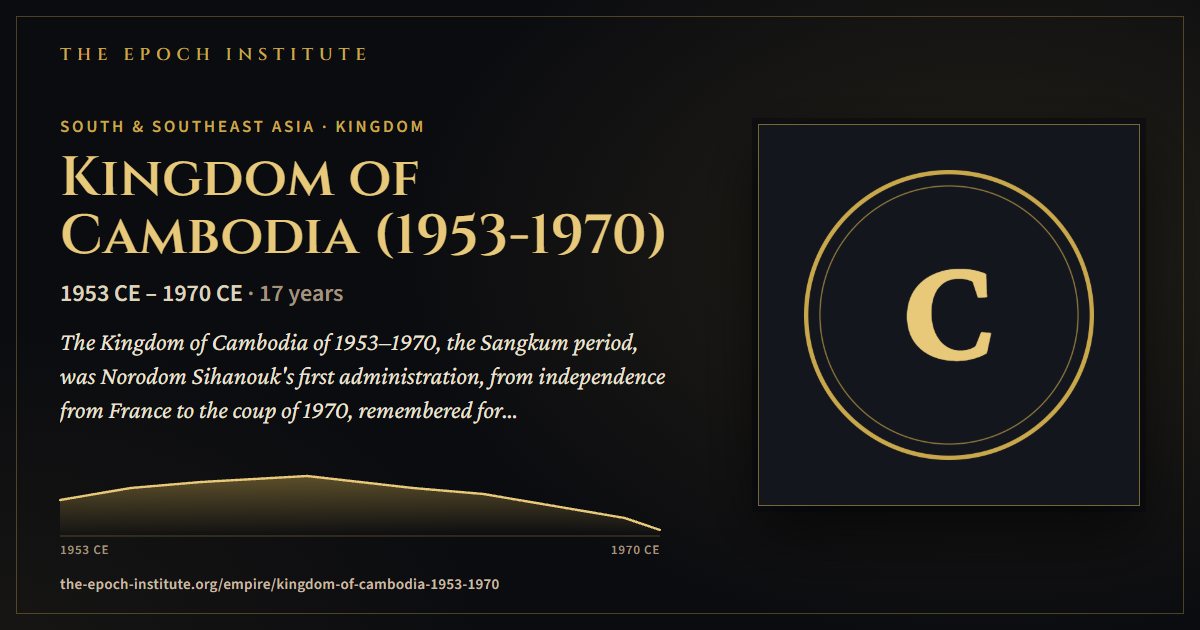 THE EPOCH INSTITUTE
SOUTH & SOUTHEAST ASIA · KINGDOM
KINGDOM OF
CAMBODIA (1953-1970)
1953 CE – 1970 CE · 17 years
The Kingdom of Cambodia of 1953–1970, the Sangkum period,
was Norodom Sihanouk's first administration, from independence
from France to the coup of 1970, remembered for...
C
1953 CE
1970 CE
the-epoch-institute.org/empire/kingdom-of-cambodia-1953-1970